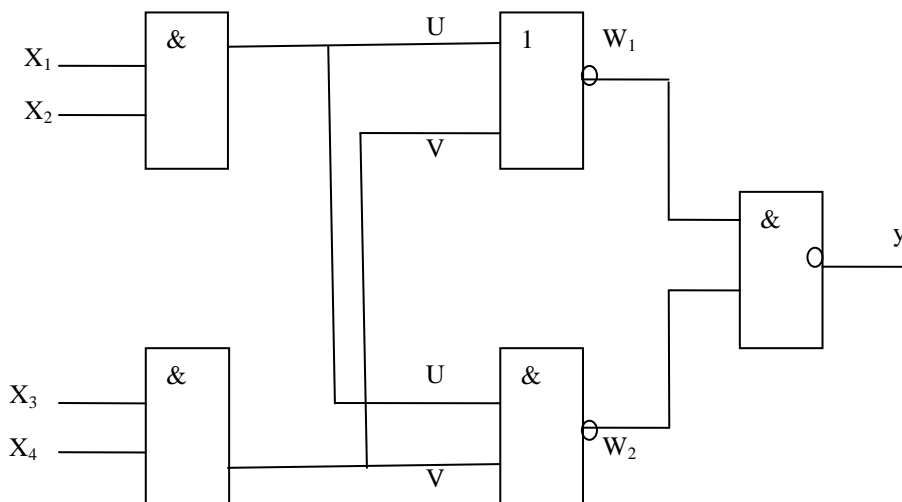 & U 1 W₁
X₁
X₂
V
& y
& U &
X₃
X₄ W₂
V